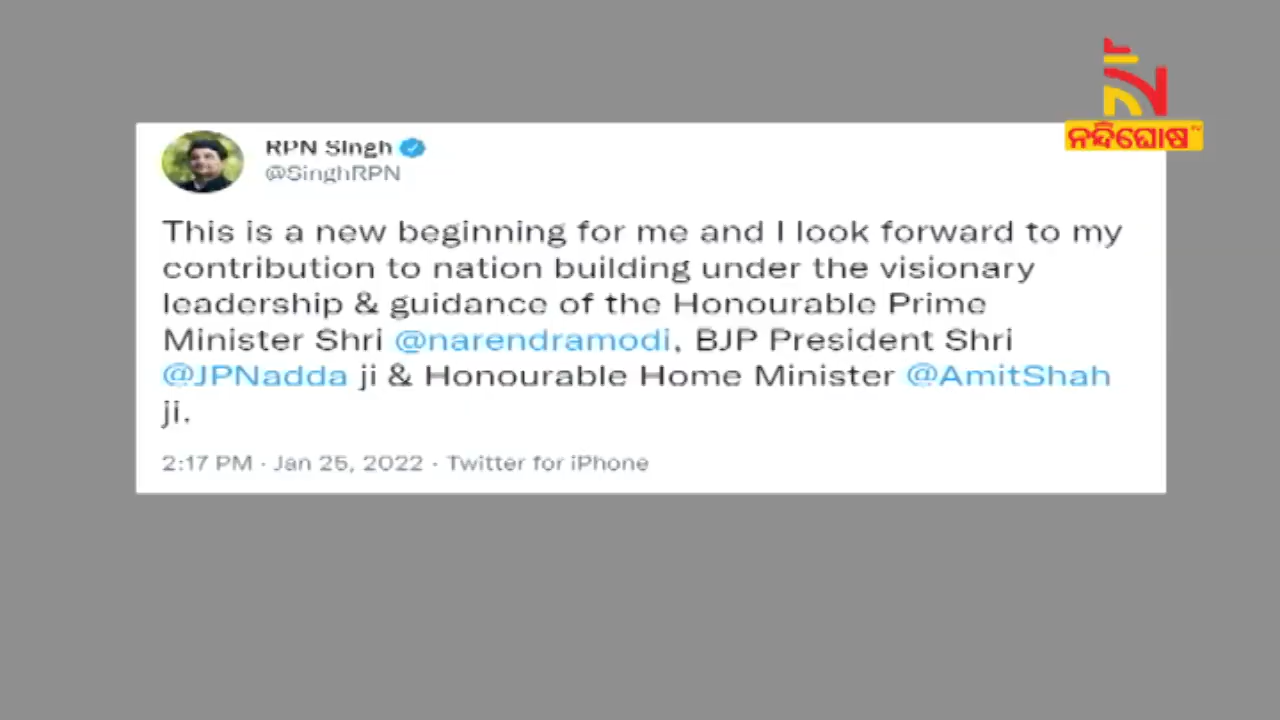 ନନ୍ଦିଘୋଷ TV
RPN Singh
@SinghRPN
This is a new beginning for me and I look forward to my
contribution to nation building under the visionary
leadership & guidance of the Honourable Prime
Minister Shri @narendramodi, BJP President Shri
@JPNadda ji & Honourable Home Minister @AmitShah
ji.
2:17 PM · Jan 25, 2022 · Twitter for iPhone